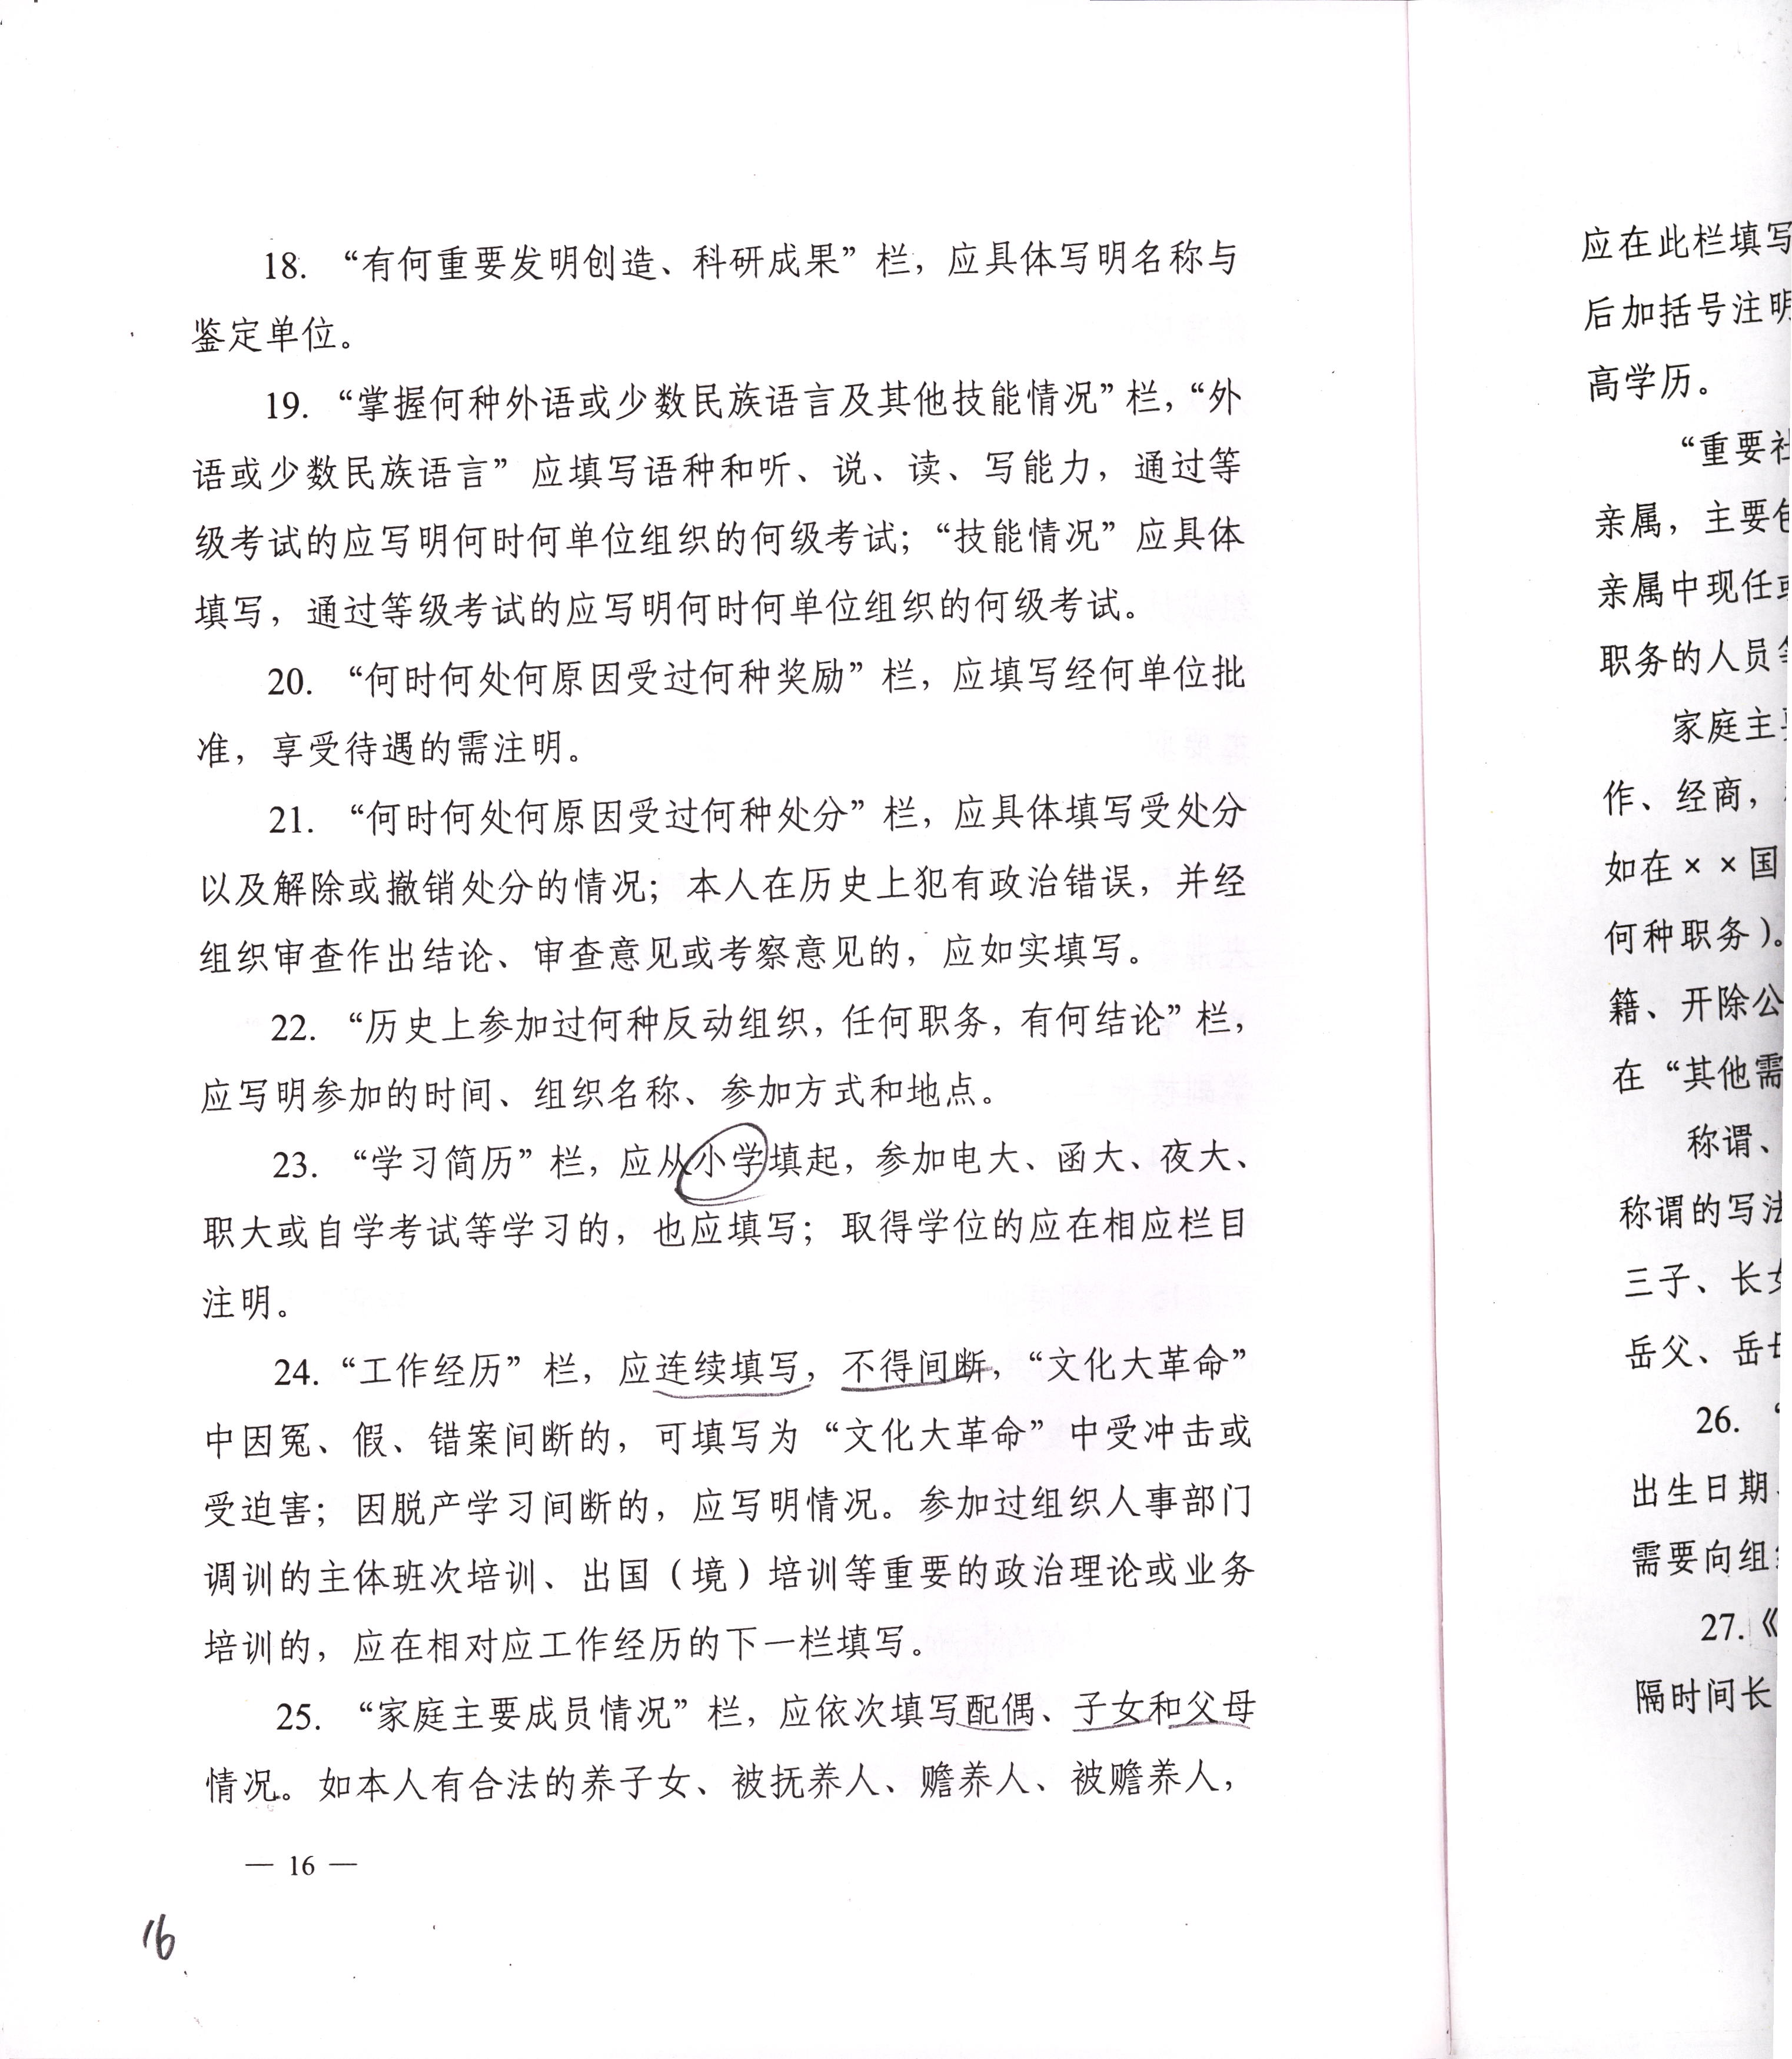 18. “有何重要发明创造、科研成果”栏，应具体写明名称与
鉴定单位。
19. “掌握何种外语或少数民族语言及其他技能情况”栏，“外
语或少数民族语言”应填写语种和听、说、读、写能力，通过等
级考试的应写明何时何单位组织的何级考试；“技能情况”应具体
填写，通过等级考试的应写明何时何单位组织的何级考试。
20. “何时何处何原因受过何种奖励”栏，应填写经何单位批
准，享受待遇的需注明。
21. “何时何处何原因受过何种处分”栏，应具体填写受处分
以及解除或撤销处分的情况；本人在历史上犯有政治错误，并经
组织审查作出结论、审查意见或考察意见的，应如实填写。
22. “历史上参加过何种反动组织，任何职务，有何结论”栏，
应写明参加的时间、组织名称、参加方式和地点。
23. “学习简历”栏，应从小学填起，参加电大、函大、夜大、
职大或自学考试等学习的，也应填写；取得学位的应在相应栏目
注明。
24. “工作经历”栏，应连续填写，不得间断，“文化大革命”
中因冤、假、错案间断的，可填写为“文化大革命”中受冲击或
受迫害；因脱产学习间断的，应写明情况。参加过组织人事部门
调训的主体班次培训、出国（境）培训等重要的政治理论或业务
培训的，应在相对应工作经历的下一栏填写。
25. “家庭主要成员情况”栏，应依次填写配偶、子女和父母
情况。如本人有合法的养子女、被抚养人、赡养人、被赡养人，
— 16 —
16
应在此栏填写
后加括号注明
高学历。
“重要社
亲属，主要包
亲属中现任或
职务的人员等
家庭主要
作、经商，
如在××国
何种职务）。
籍、开除公
在“其他需
称谓、
称谓的写法
三子、长女
岳父、岳母
26. “
出生日期、
需要向组织
27.《
隔时间长